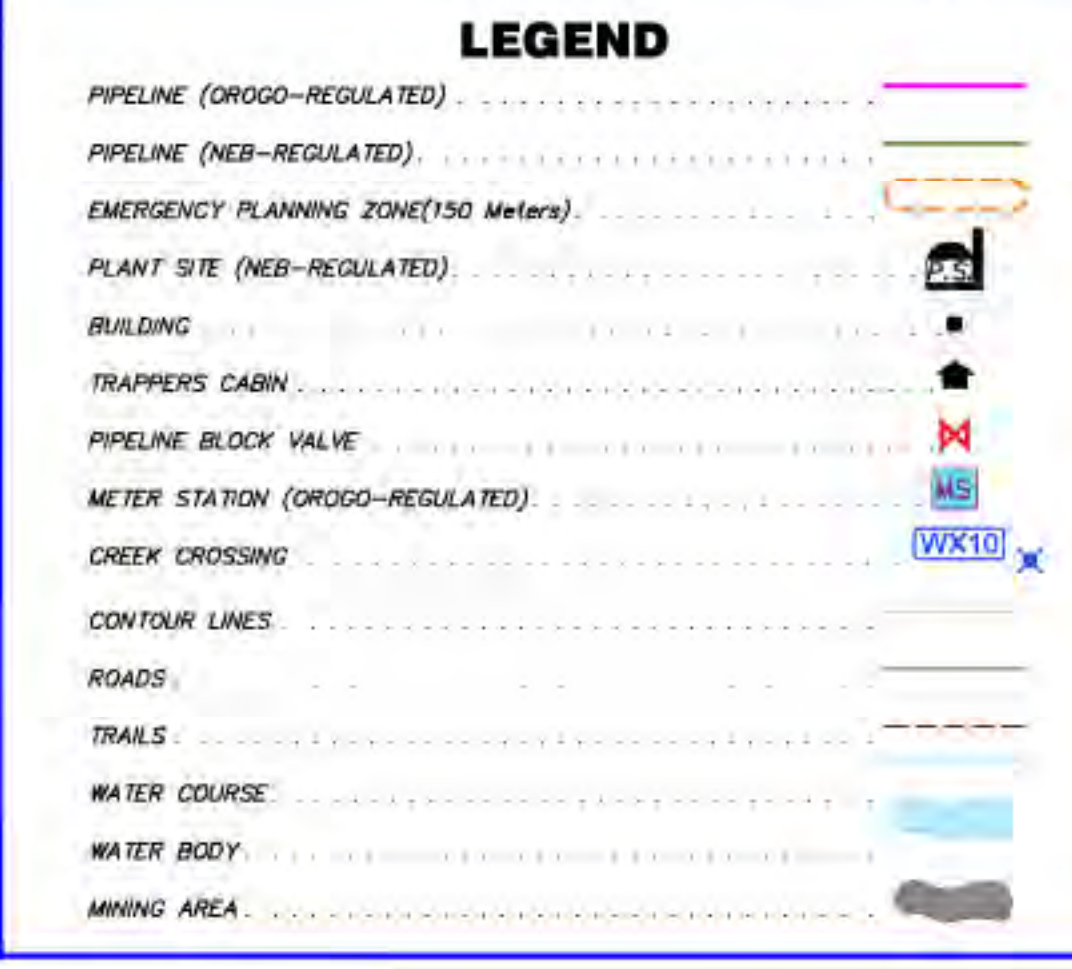 LEGEND
PIPELINE (OROGO-REGULATED)
PIPELINE (NEB-REGULATED)
EMERGENCY PLANNING ZONE(150 Meters)
PLANT SITE (NEB-REGULATED) P.S.
BUILDING
TRAPPERS CABIN
PIPELINE BLOCK VALVE
METER STATION (OROGO-REGULATED) MS
CREEK CROSSING WX10
CONTOUR LINES
ROADS
TRAILS
WATER COURSE
WATER BODY
MINING AREA